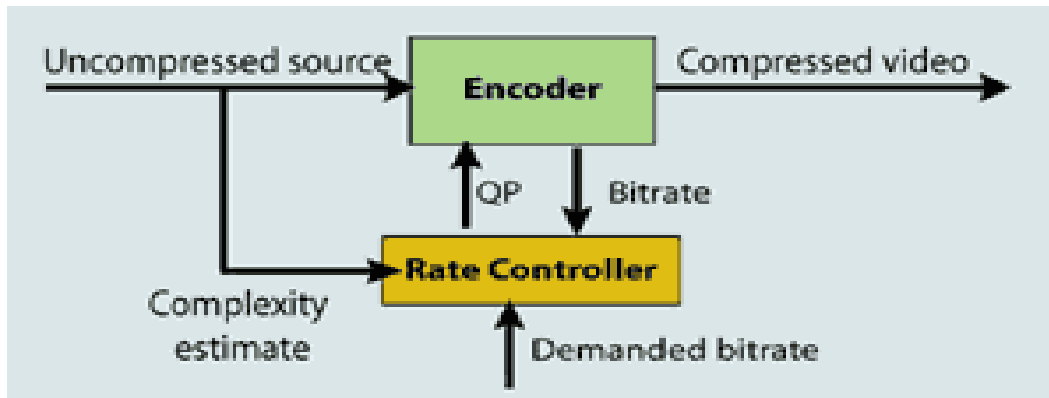 Uncompressed source
Encoder
Compressed video
QP
Bitrate
Rate Controller
Complexity
estimate
Demanded bitrate